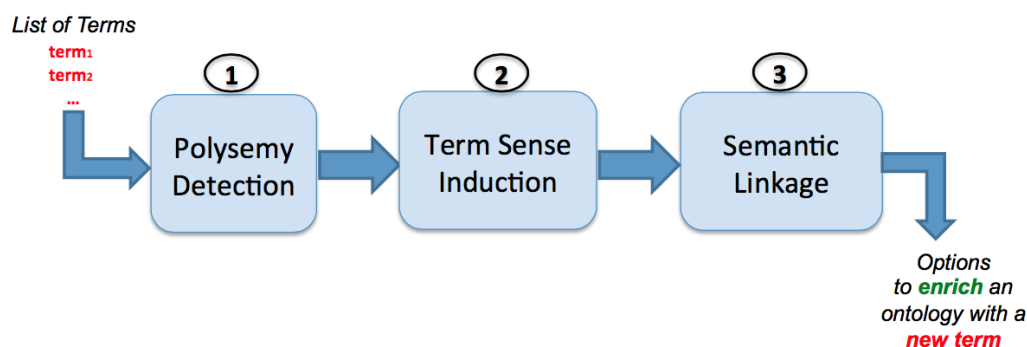 List of Terms
term1
term2
...
1
Polysemy
Detection
2
Term Sense
Induction
3
Semantic
Linkage
Options
to enrich an
ontology with a
new term